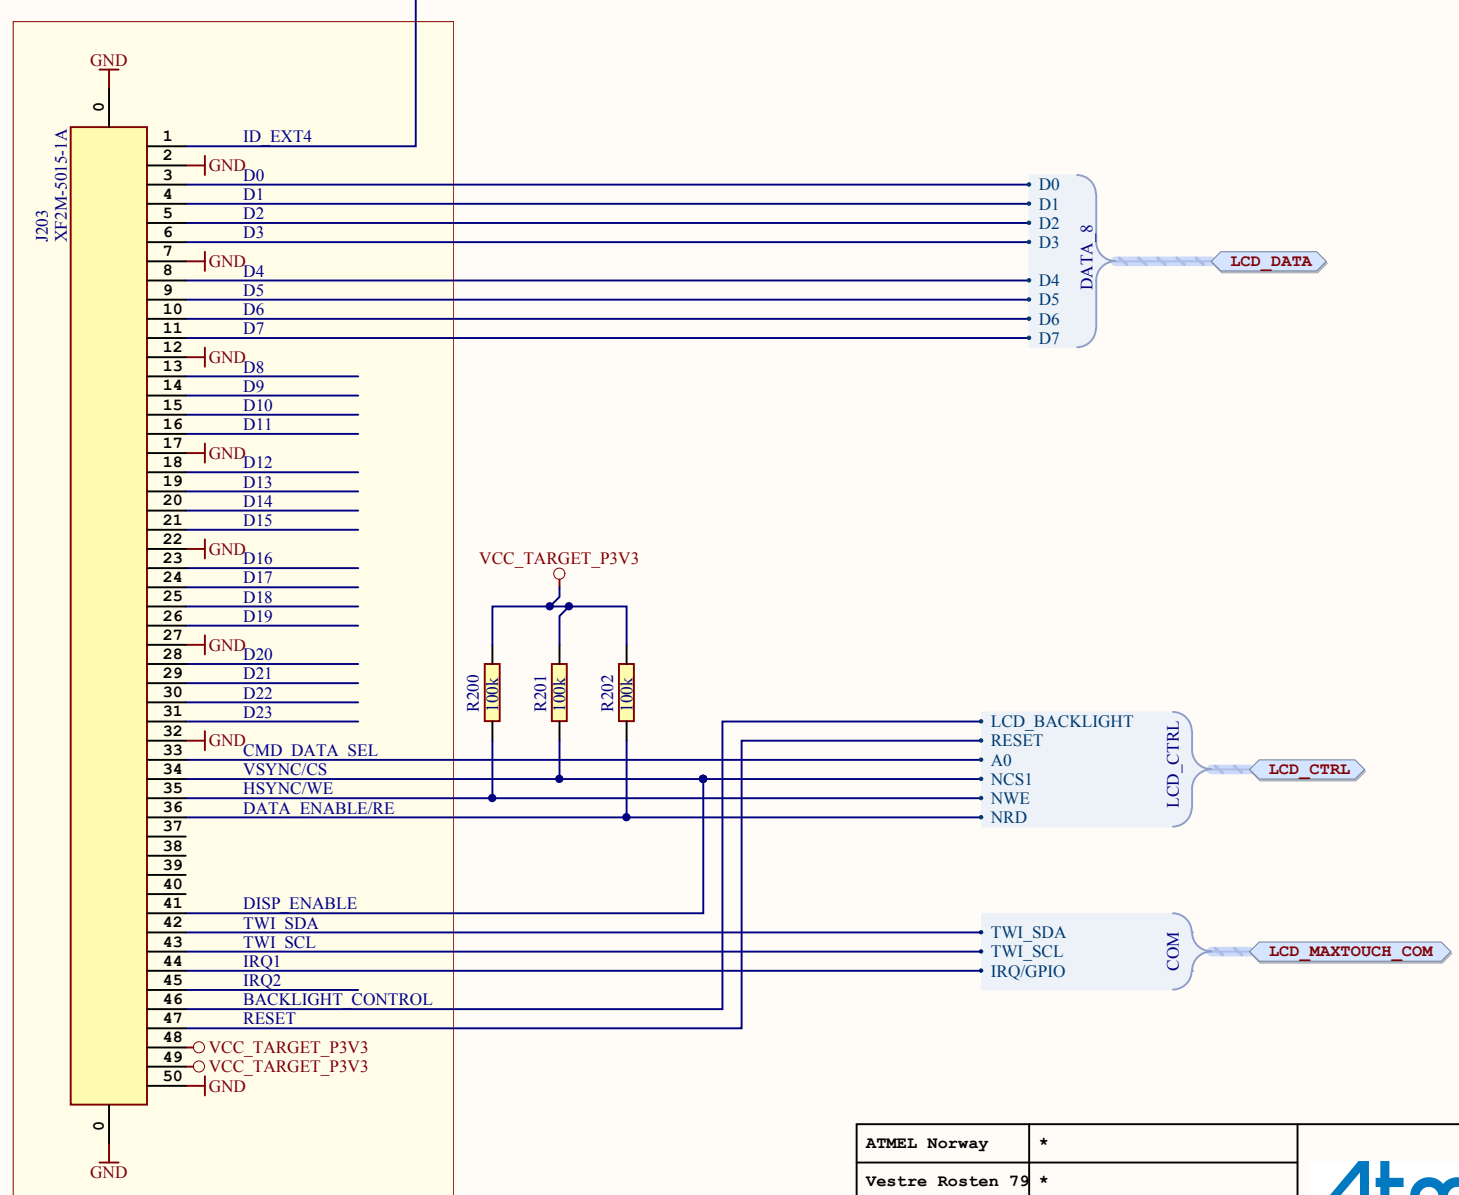 GND
0
J203
XF2M-5015-1A
1 ID_EXT4
2 GND
3 D0 D0
4 D1 D1
5 D2 D2
6 D3 D3
7 GND
8 D4 D4
9 D5 D5
10 D6 D6
11 D7 D7
DATA_8
LCD_DATA
12 GND
13 D8
14 D9
15 D10
16 D11
17 GND
18 D12
19 D13
20 D14
21 D15
22 GND
23 D16
24 D17
25 D18
26 D19
27 GND
28 D20
29 D21
30 D22
31 D23
32 GND
VCC_TARGET_P3V3
R200 100k
R201 100k
R202 100k
LCD_BACKLIGHT
RESET
33 CMD_DATA_SEL A0
34 VSYNC/CS NCS1
35 HSYNC/WE NWE
36 DATA_ENABLE/RE NRD
LCD_CTRL
LCD_CTRL
37
38
39
40
41 DISP_ENABLE
42 TWI_SDA TWI_SDA
43 TWI_SCL TWI_SCL
44 IRQ1 IRQ/GPIO
COM
LCD_MAXTOUCH_COM
45 IRQ2
46 BACKLIGHT_CONTROL
47 RESET
48 VCC_TARGET_P3V3
49 VCC_TARGET_P3V3
50 GND
0
GND
ATMEL Norway *
Vestre Rosten 79 *